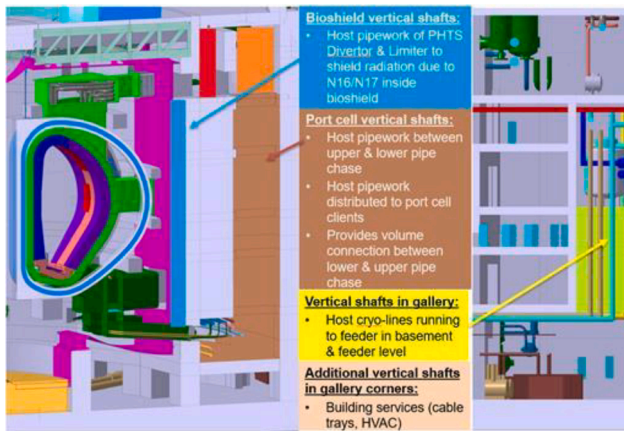 Bioshield vertical shafts:
• Host pipework of PHTS
Divertor & Limiter to
shield radiation due to
N16/N17 inside
bioshield
Port cell vertical shafts:
• Host pipework between
upper & lower pipe
chase
• Host pipework
distributed to port cell
clients
• Provides volume
connection between
lower & upper pipe
chase
Vertical shafts in gallery:
• Host cryo-lines running
to feeder in basement
& feeder level
Additional vertical shafts
in gallery corners:
• Building services (cable
trays, HVAC)